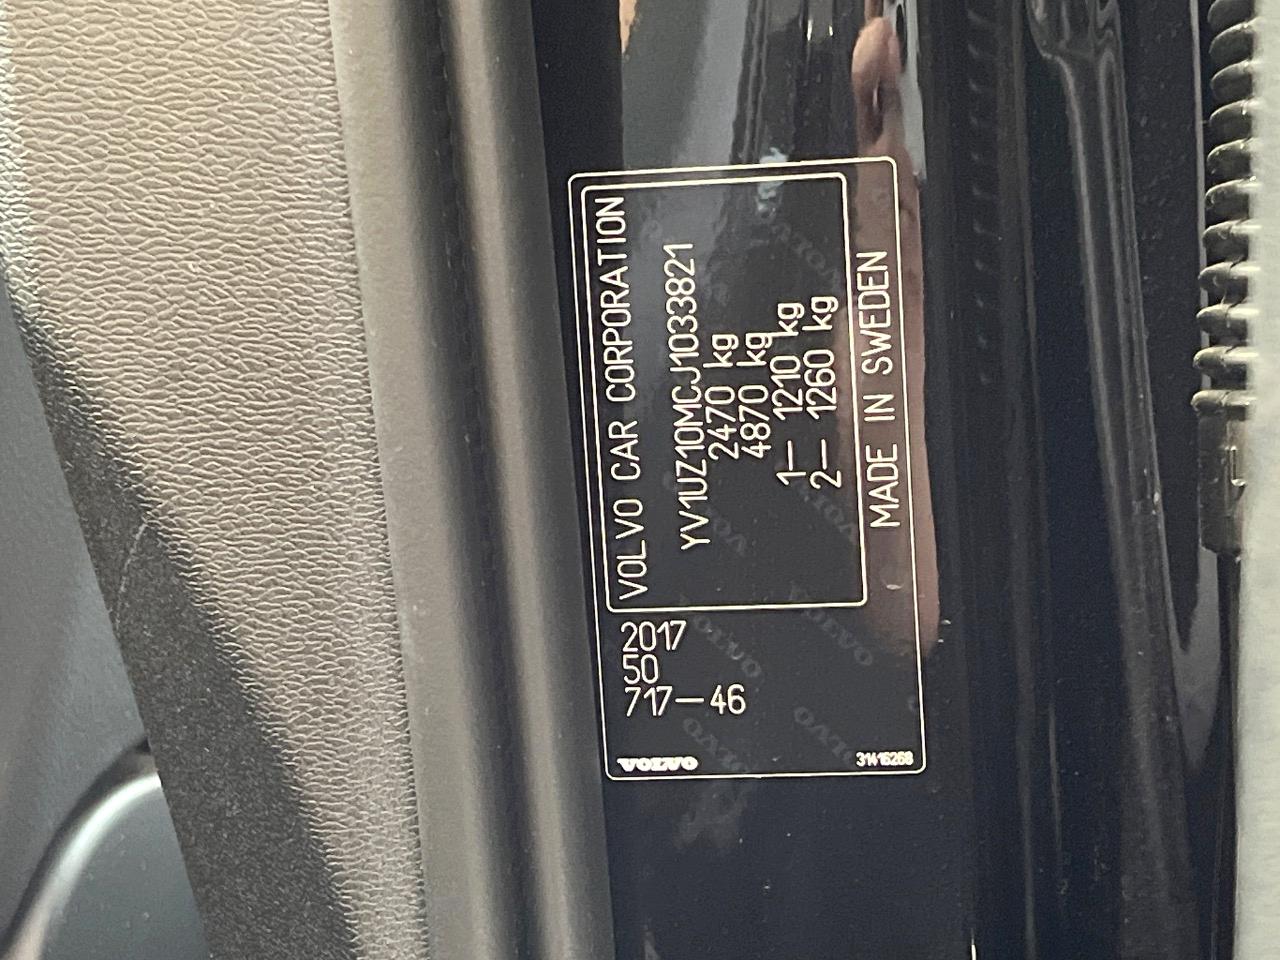 VOLVO CAR CORPORATION
YV1UZ10MCJ1033821
2470 kg
4870 kg
1– 1210 kg
2– 1260 kg
MADE IN SWEDEN
2017
50
717–46
VOLVO
31416268